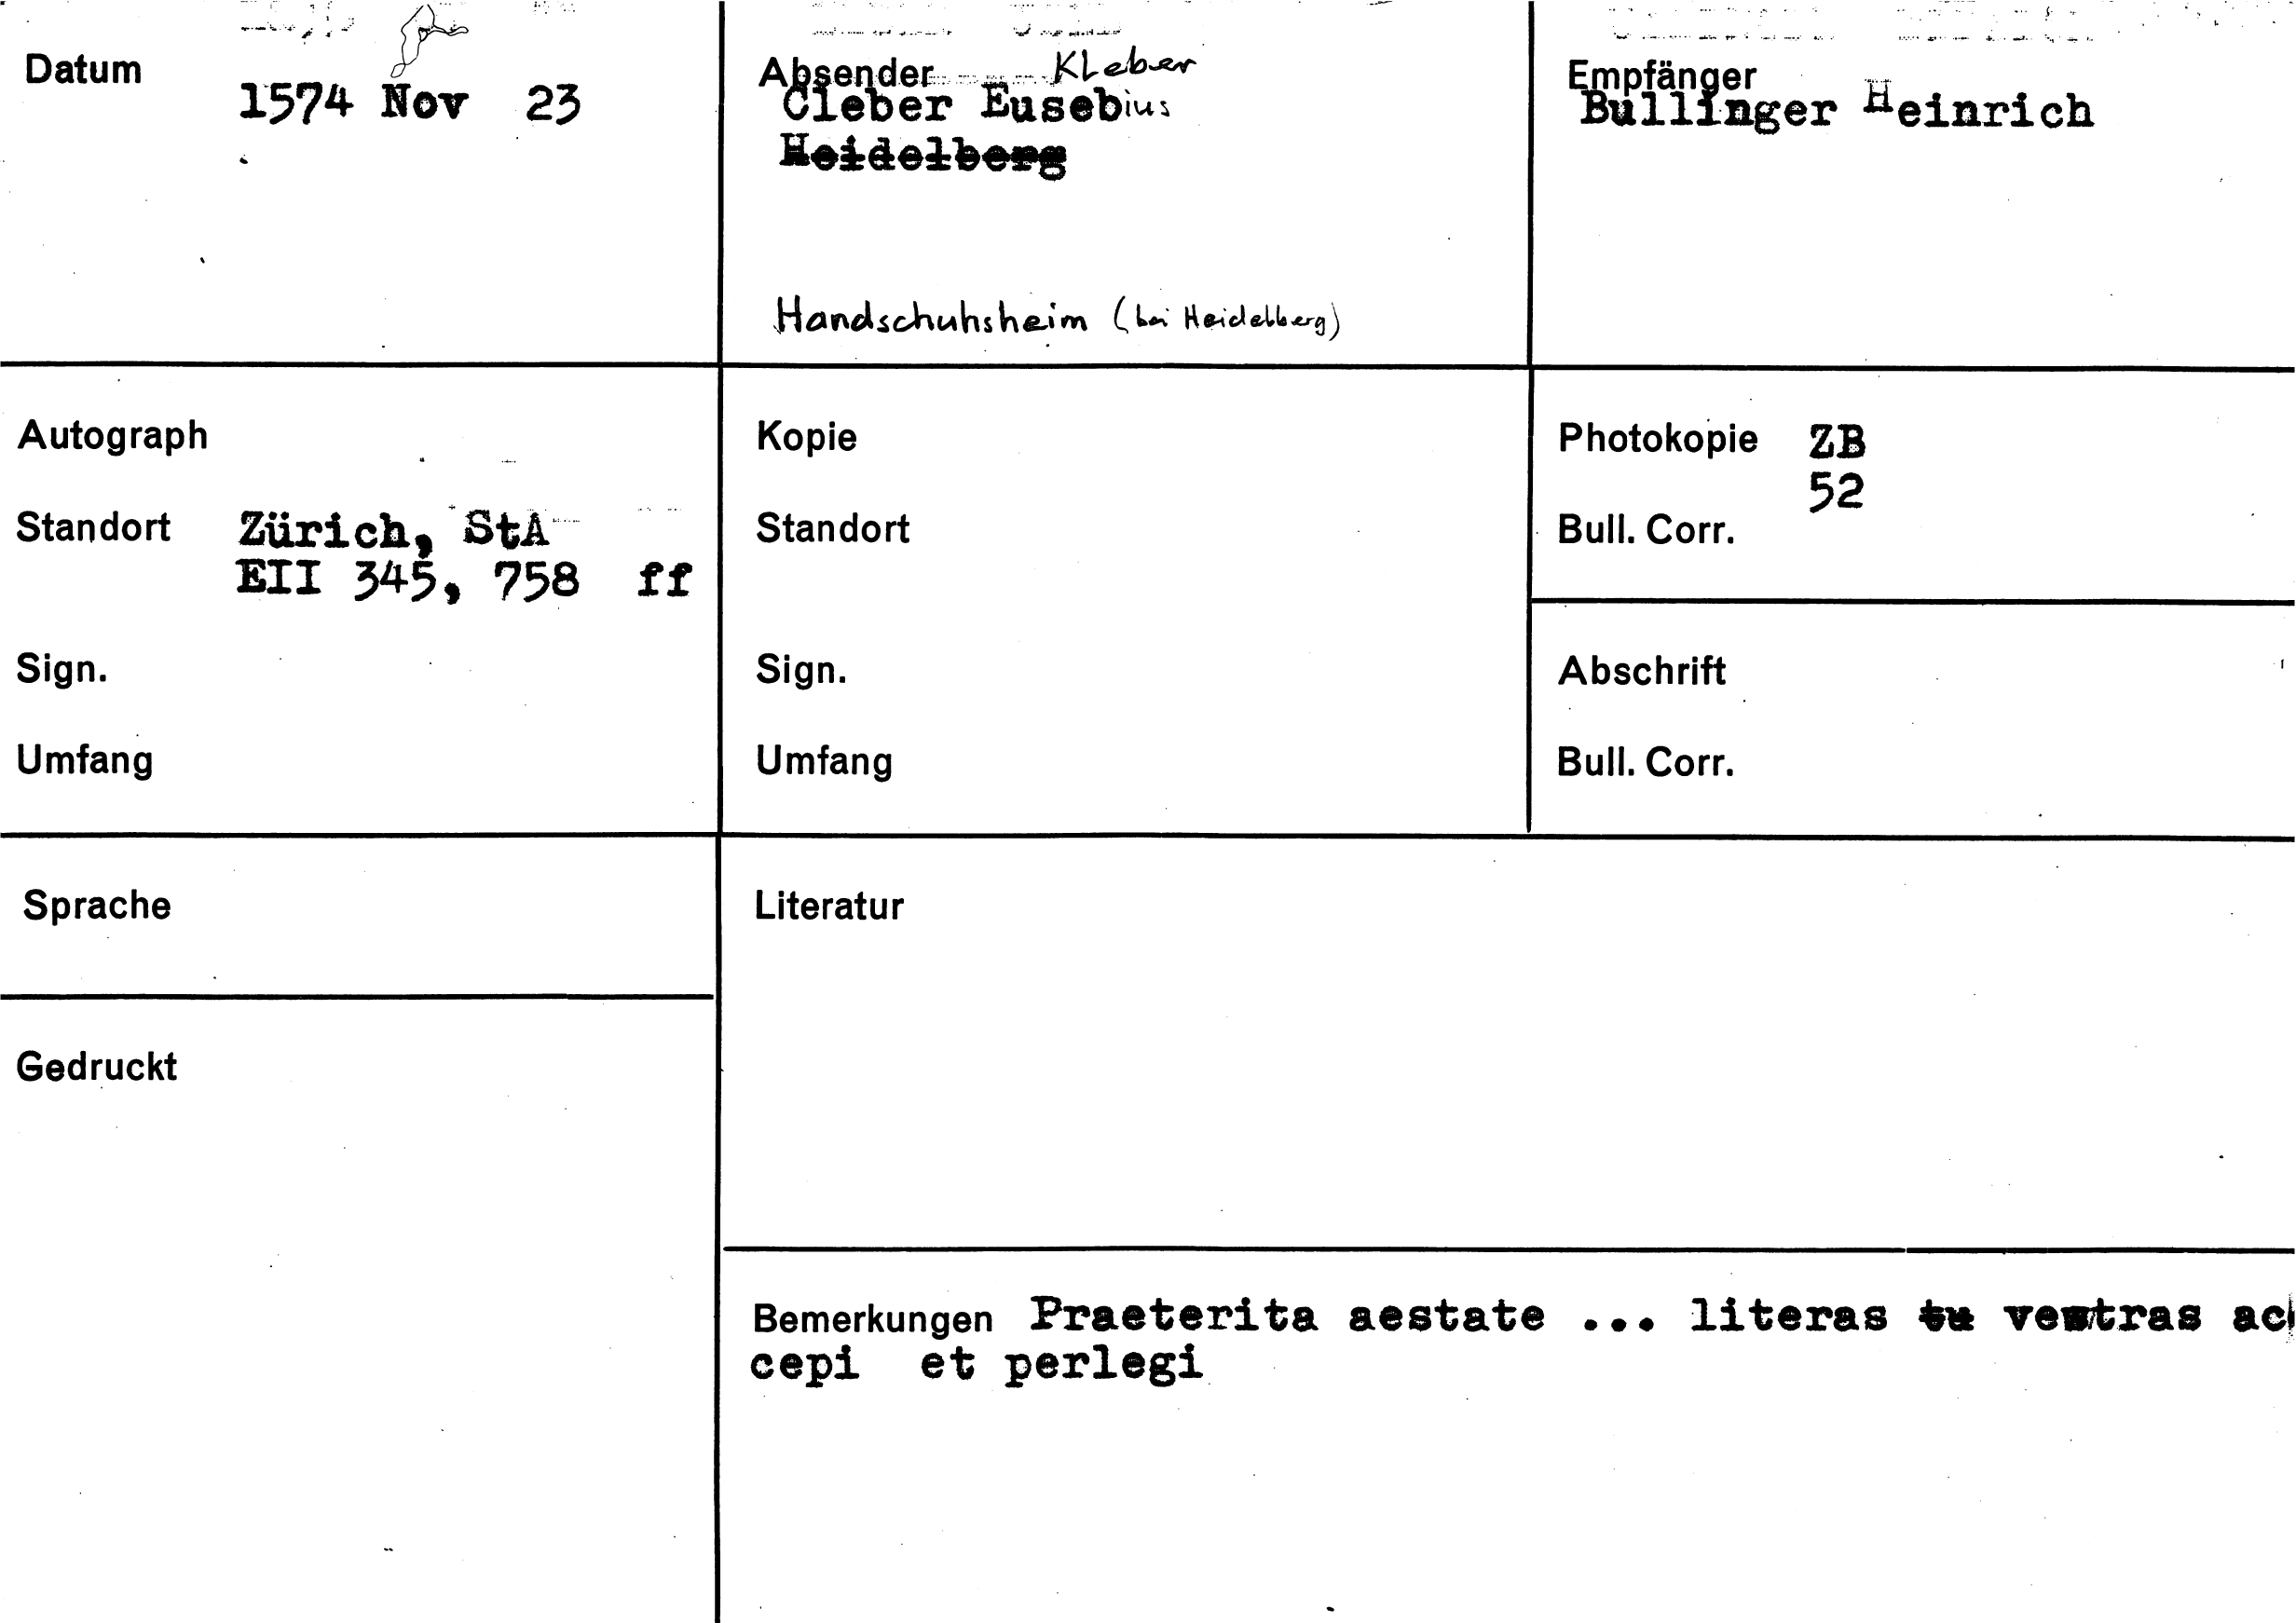 Datum
1574 Nov 23
Absender Kleber
Cleber Eusebius
Heidelberg
Handschuhsheim (bei Heidelberg)
Empfänger
Bullinger Heinrich
Autograph
Standort Zürich, StA
EII 345, 758 ff
Sign.
Umfang
Kopie
Standort
Sign.
Umfang
Photokopie ZB
52
Bull. Corr.
Abschrift
Bull. Corr.
Sprache
Gedruckt
Literatur
Bemerkungen Praeterita aestate ... literas tu vestras ac
cepi et perlegi